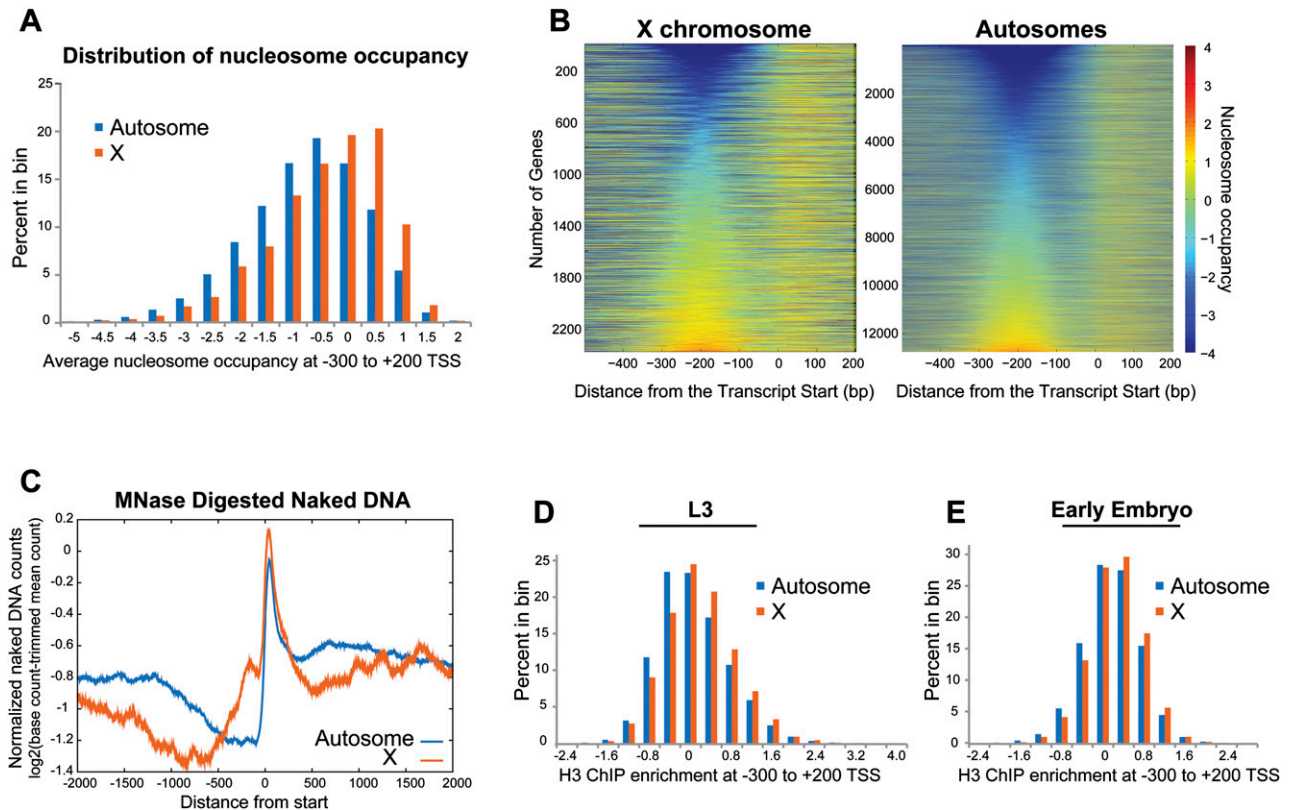 A
Distribution of nucleosome occupancy
25
20
15
10
5
0
Percent in bin
Autosome
X
-5 -4.5 -4 -3.5 -3 -2.5 -2 -1.5 -1 -0.5 0 0.5 1 1.5 2
Average nucleosome occupancy at -300 to +200 TSS
B
X chromosome
Autosomes
Number of Genes
200
600
1000
1400
1800
2200
−400 −300 −200 −100 0 100 200
Distance from the Transcript Start (bp)
2000
4000
6000
8000
10000
12000
−400 −300 −200 −100 0 100 200
Distance from the Transcript Start (bp)
4
3
2
1
0
−1
−2
−3
−4
Nucleosome occupancy
C
MNase Digested Naked DNA
Normalized naked DNA counts
log2(base count-trimmed mean count)
0.2
0
-0.2
-0.4
-0.6
-0.8
-1
-1.2
-1.4
Autosome
X
-2000 -1500 -1000 -500 0 500 1000 1500 2000
Distance from start
D
L3
Percent in bin
25
20
15
10
5
0
Autosome
X
-2.4 -1.6 -0.8 0 0.8 1.6 2.4 3.2 4.0
H3 ChIP enrichment at -300 to +200 TSS
E
Early Embryo
Percent in bin
30
25
20
15
10
5
0
Autosome
X
-2.4 -1.6 -0.8 0 0.8 1.6 2.4
H3 ChIP enrichment at -300 to +200 TSS